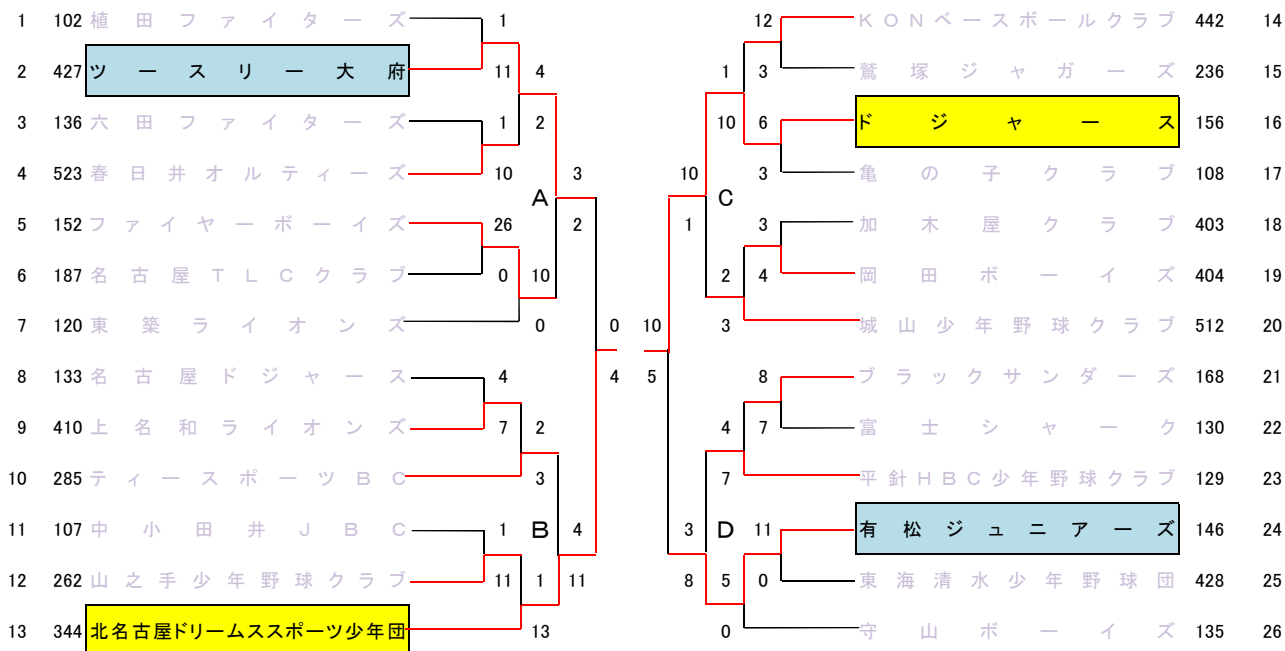 1 102 植田ファイターズ 1 12 KONベースボールクラブ 442 14
2 427 ツースリー大府 11 4 1 3 鷲塚ジャガーズ 236 15
3 136 六田ファイターズ 1 2 10 6 ドジャース 156 16
4 523 春日井オルティーズ 10 3 10 3 亀の子クラブ 108 17
A C
5 152 ファイヤーボーイズ 26 2 1 3 加木屋クラブ 403 18
6 187 名古屋TLCクラブ 0 10 2 4 岡田ボーイズ 404 19
7 120 東築ライオンズ 0 0 10 3 城山少年野球クラブ 512 20
8 133 名古屋ドジャース 4 4 5 8 ブラックサンダーズ 168 21
9 410 上名和ライオンズ 7 2 4 7 富士シャーク 130 22
10 285 ティースポーツBC 3 7 平針HBC少年野球クラブ 129 23
11 107 中小田井JBC 1 B 4 3 D 11 有松ジュニアーズ 146 24
12 262 山之手少年野球クラブ 11 1 11 8 5 0 東海清水少年野球団 428 25
13 344 北名古屋ドリームススポーツ少年団 13 0 守山ボーイズ 135 26